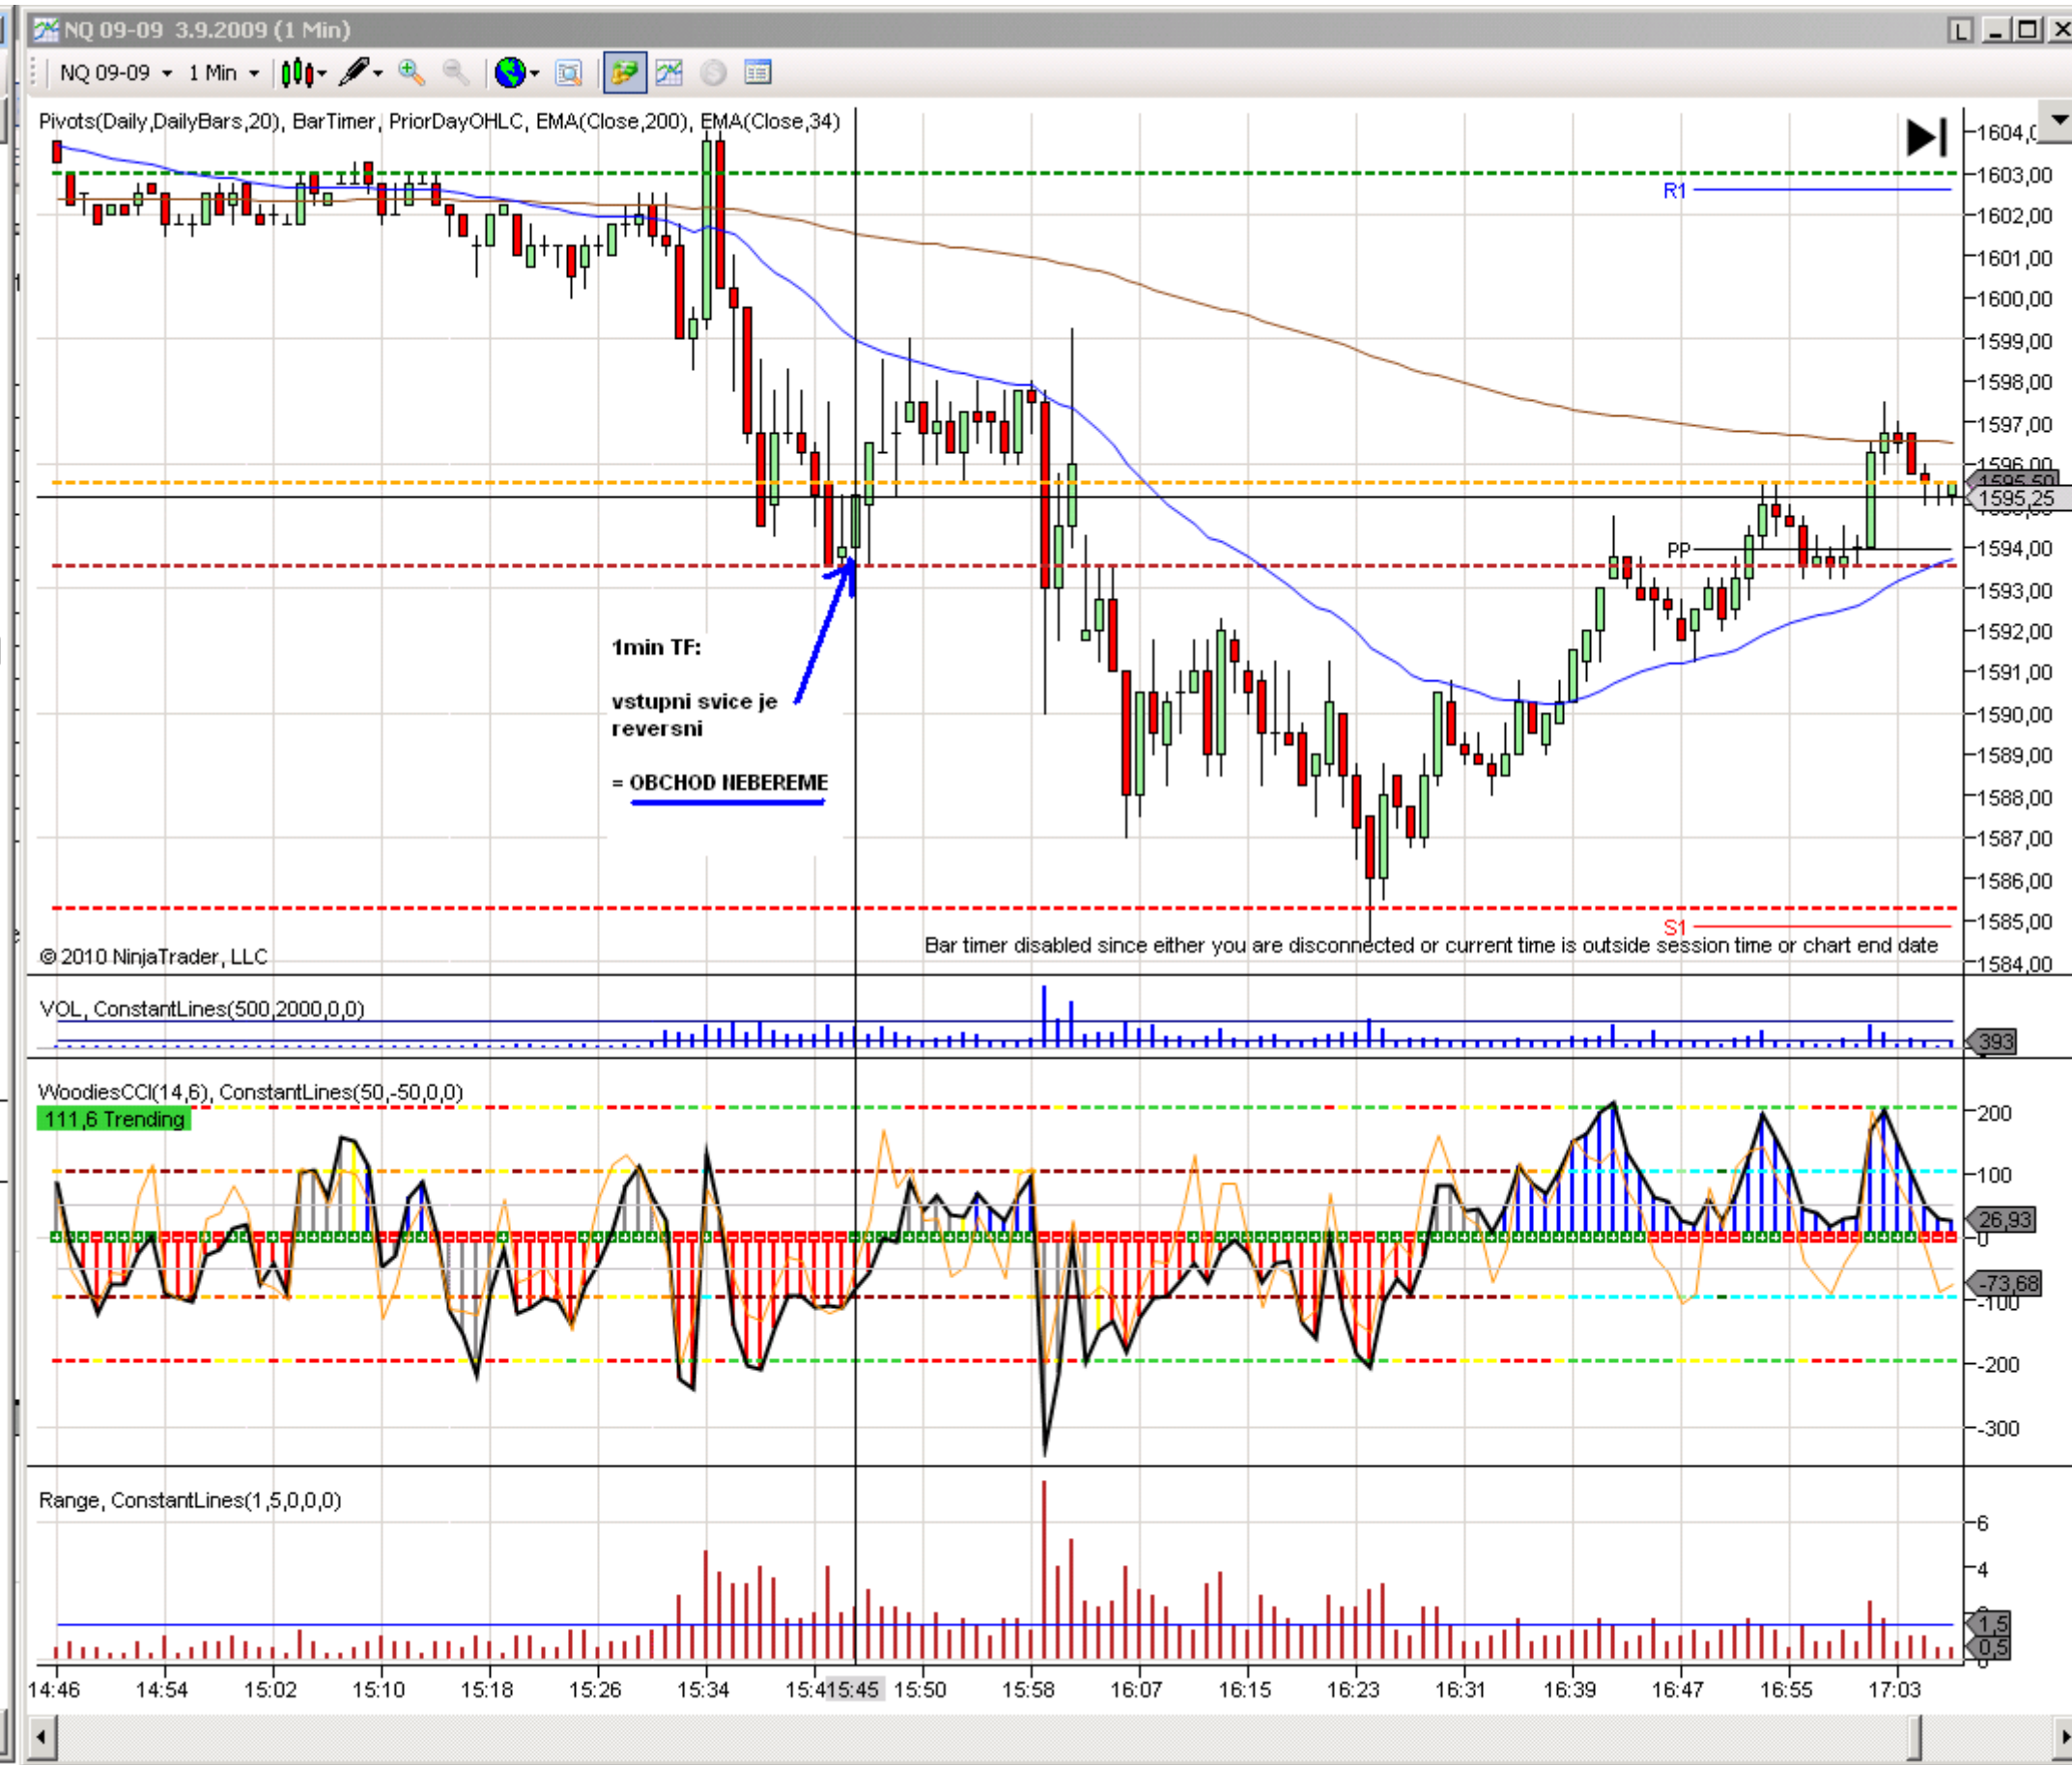 NQ 09-09  3.9.2009 (1 Min)
L
NQ 09-09 1 Min
Pivots(Daily,DailyBars,20), BarTimer, PriorDayOHLC, EMA(Close,200), EMA(Close,34)
1603,00
R1
1602,00
1601,00
1600,00
1599,00
1598,00
1597,00
1596,00
1595,50
1595,25
PP
1594,00
1593,00
1592,00
1591,00
1590,00
1589,00
1588,00
1587,00
1586,00
1585,00
S1
1584,00
1min TF:
vstupni svice je
reversni
= OBCHOD NEBEREME
© 2010 NinjaTrader, LLC
Bar timer disabled since either you are disconnected or current time is outside session time or chart end date
VOL, ConstantLines(500,2000,0,0)
393
WoodiesCCI(14,6), ConstantLines(50,-50,0,0)
111,6 Trending
200
100
26,93
0
-73,68
-100
-200
-300
Range, ConstantLines(1,5,0,0,0)
6
4
1,5
0,5
0
14:46 14:54 15:02 15:10 15:18 15:26 15:34 15:45 15:50 15:58 16:07 16:15 16:23 16:31 16:39 16:47 16:55 17:03